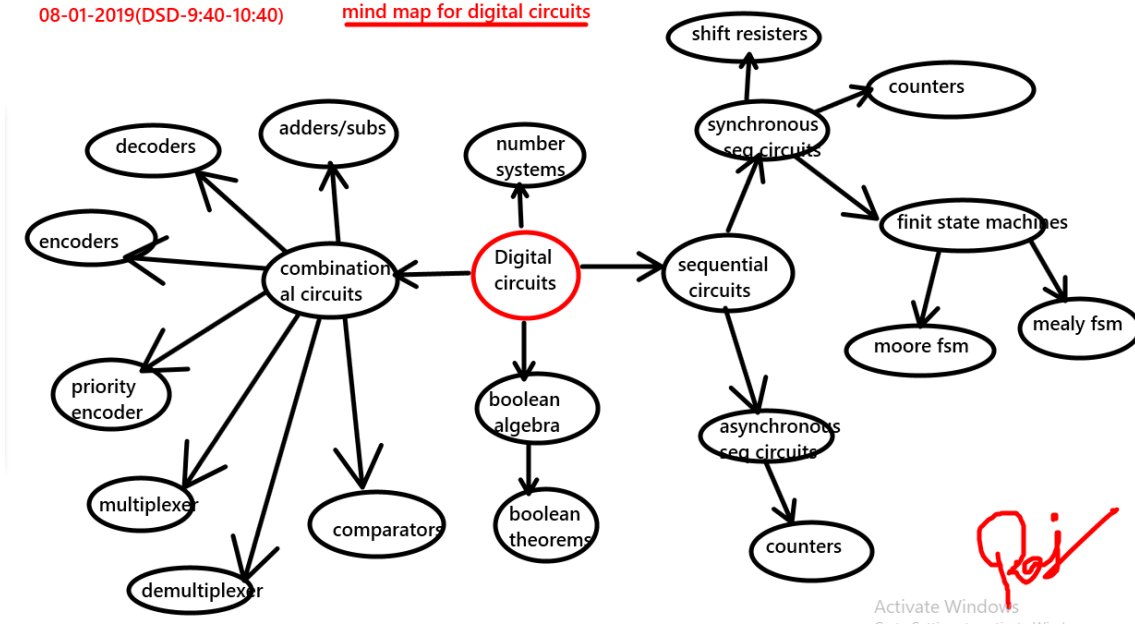 08-01-2019(DSD-9:40-10:40)
mind map for digital circuits
shift resisters
counters
synchronous
seq circuits
adders/subs
decoders
number
systems
encoders
finit state machines
combination
al circuits
Digital
circuits
sequential
circuits
mealy fsm
moore fsm
priority
encoder
boolean
algebra
asynchronous
seq circuits
multiplexer
comparators
boolean
theorems
counters
demultiplexer
Raj
Activate Windows